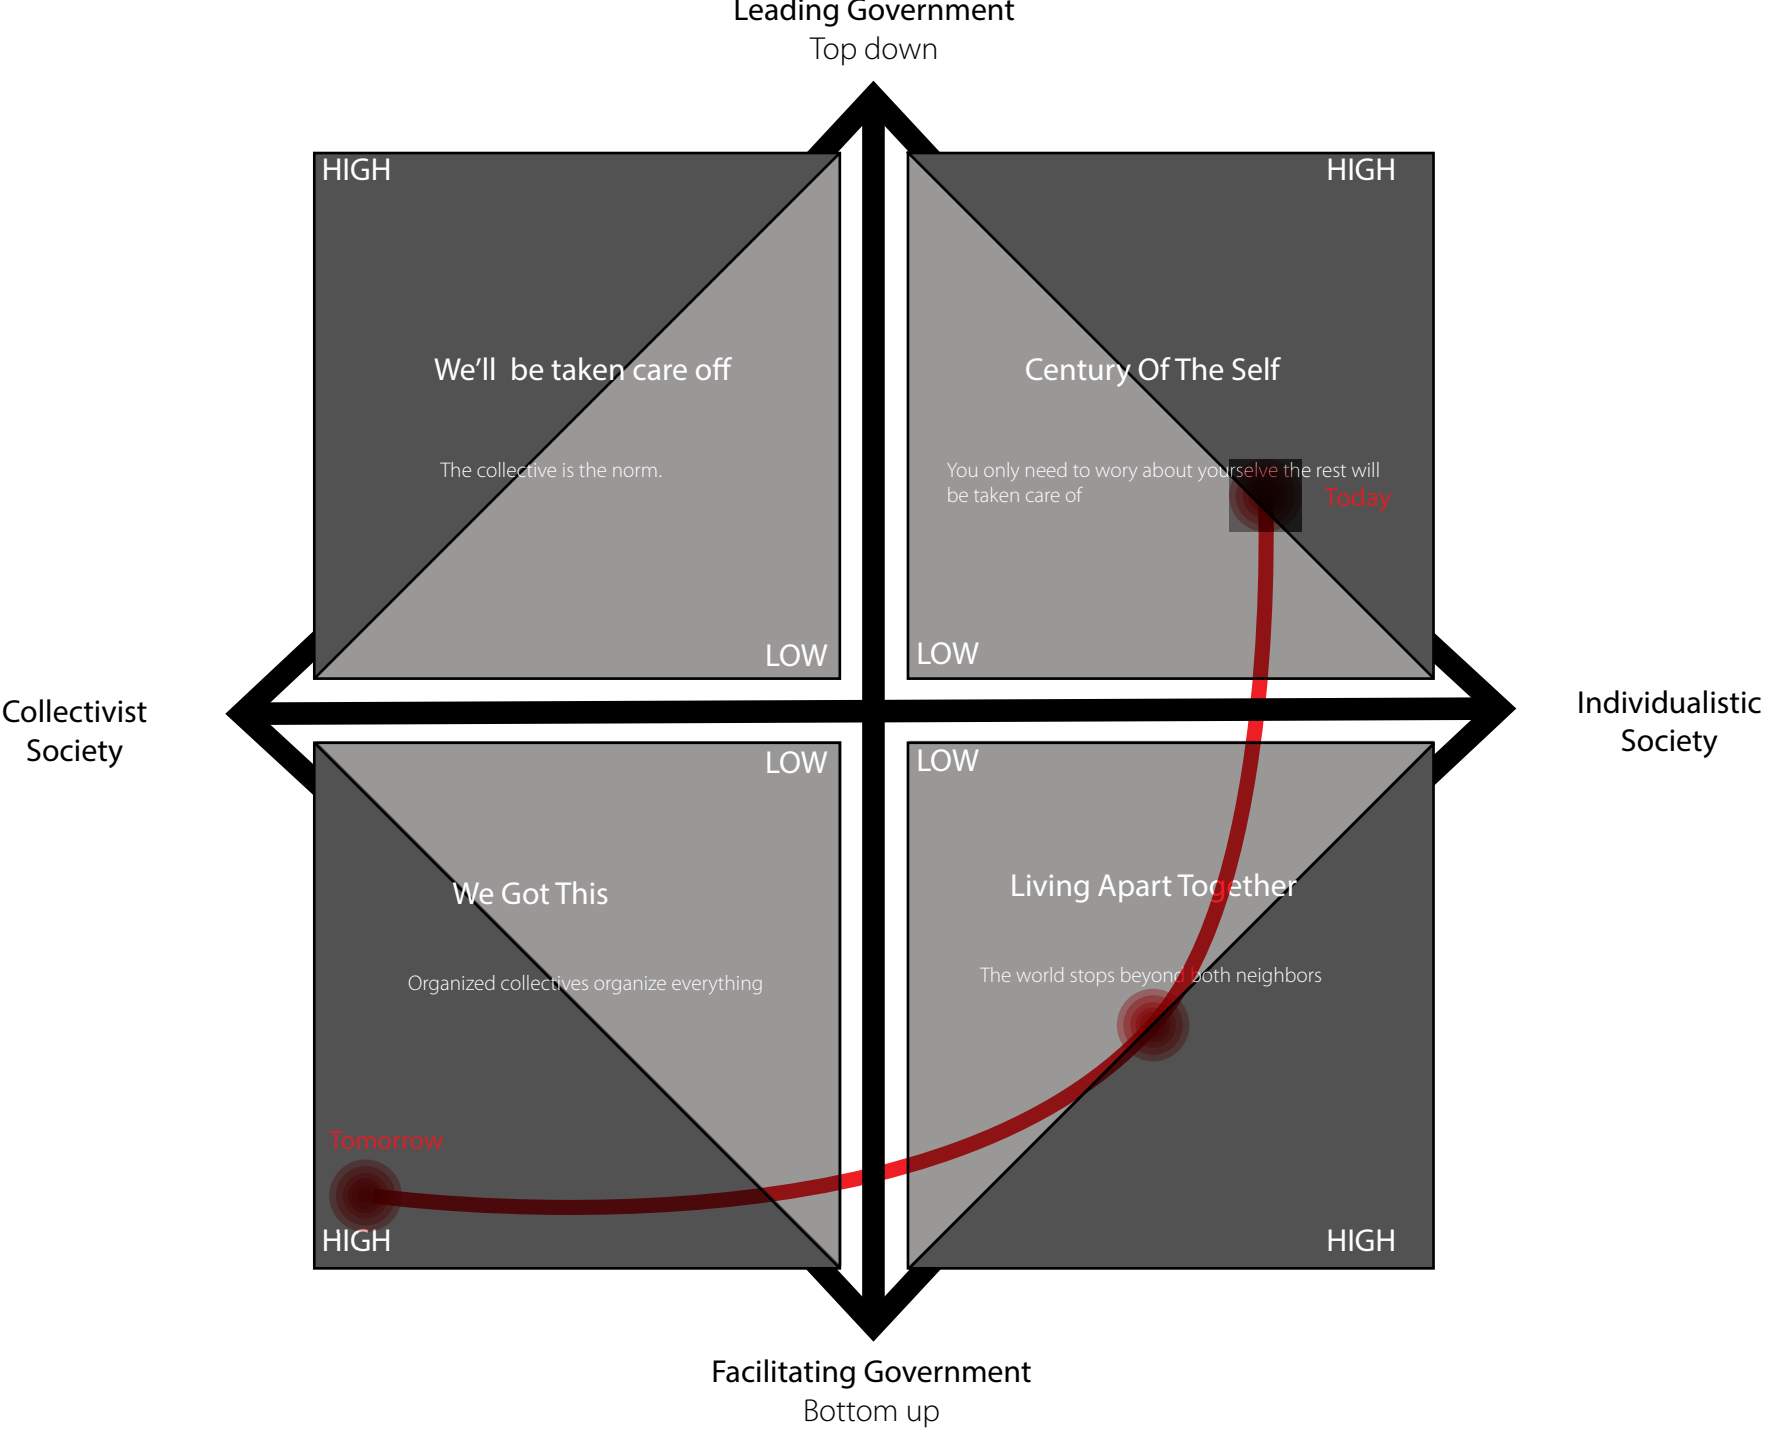 Leading Government
Top down
HIGH
HIGH
We'll  be taken care off
Century Of The Self
The collective is the norm.
You only need to wory about yourselve the rest will
be taken care of
Today
LOW
LOW
Collectivist
Society
Individualistic
Society
LOW
LOW
We Got This
Living Apart Together
Organized collectives organize everything
The world stops beyond both neighbors
Tomorrow
HIGH
HIGH
Facilitating Government
Bottom up